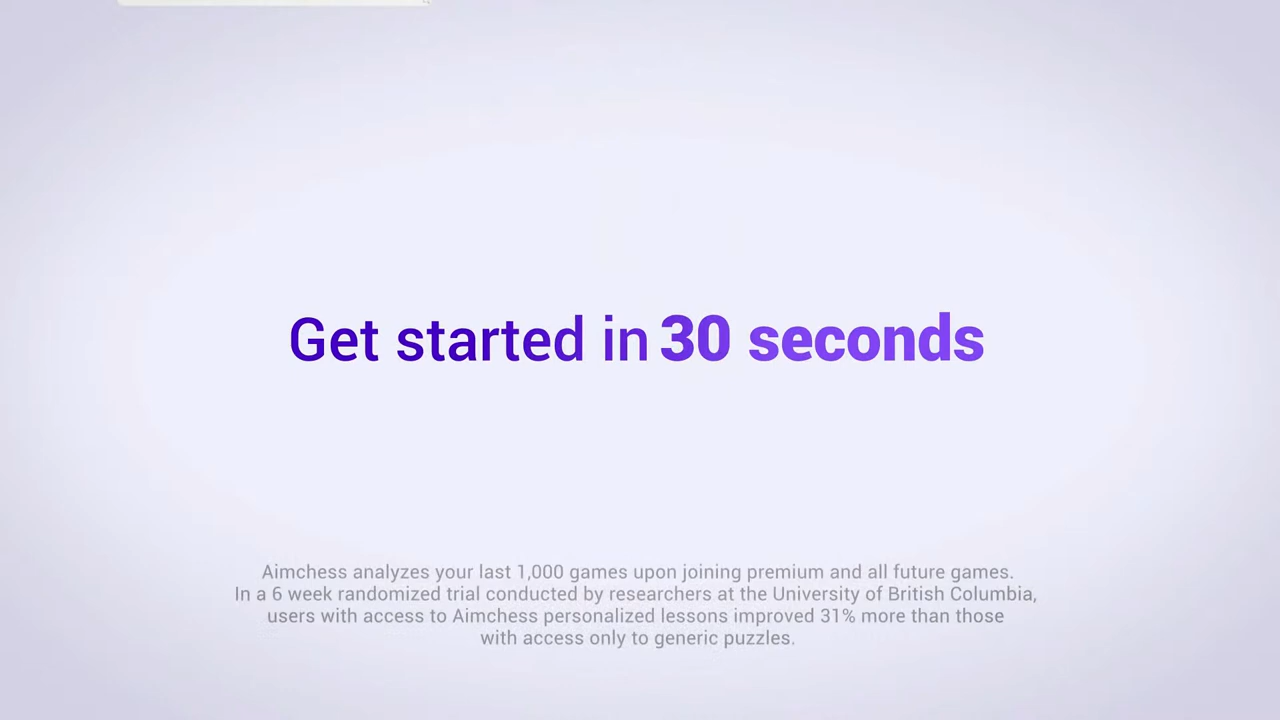 Get started in 30 seconds
Aimchess analyzes your last 1,000 games upon joining premium and all future games.
In a 6 week randomized trial conducted by researchers at the University of British Columbia,
users with access to Aimchess personalized lessons improved 31% more than those
with access only to generic puzzles.